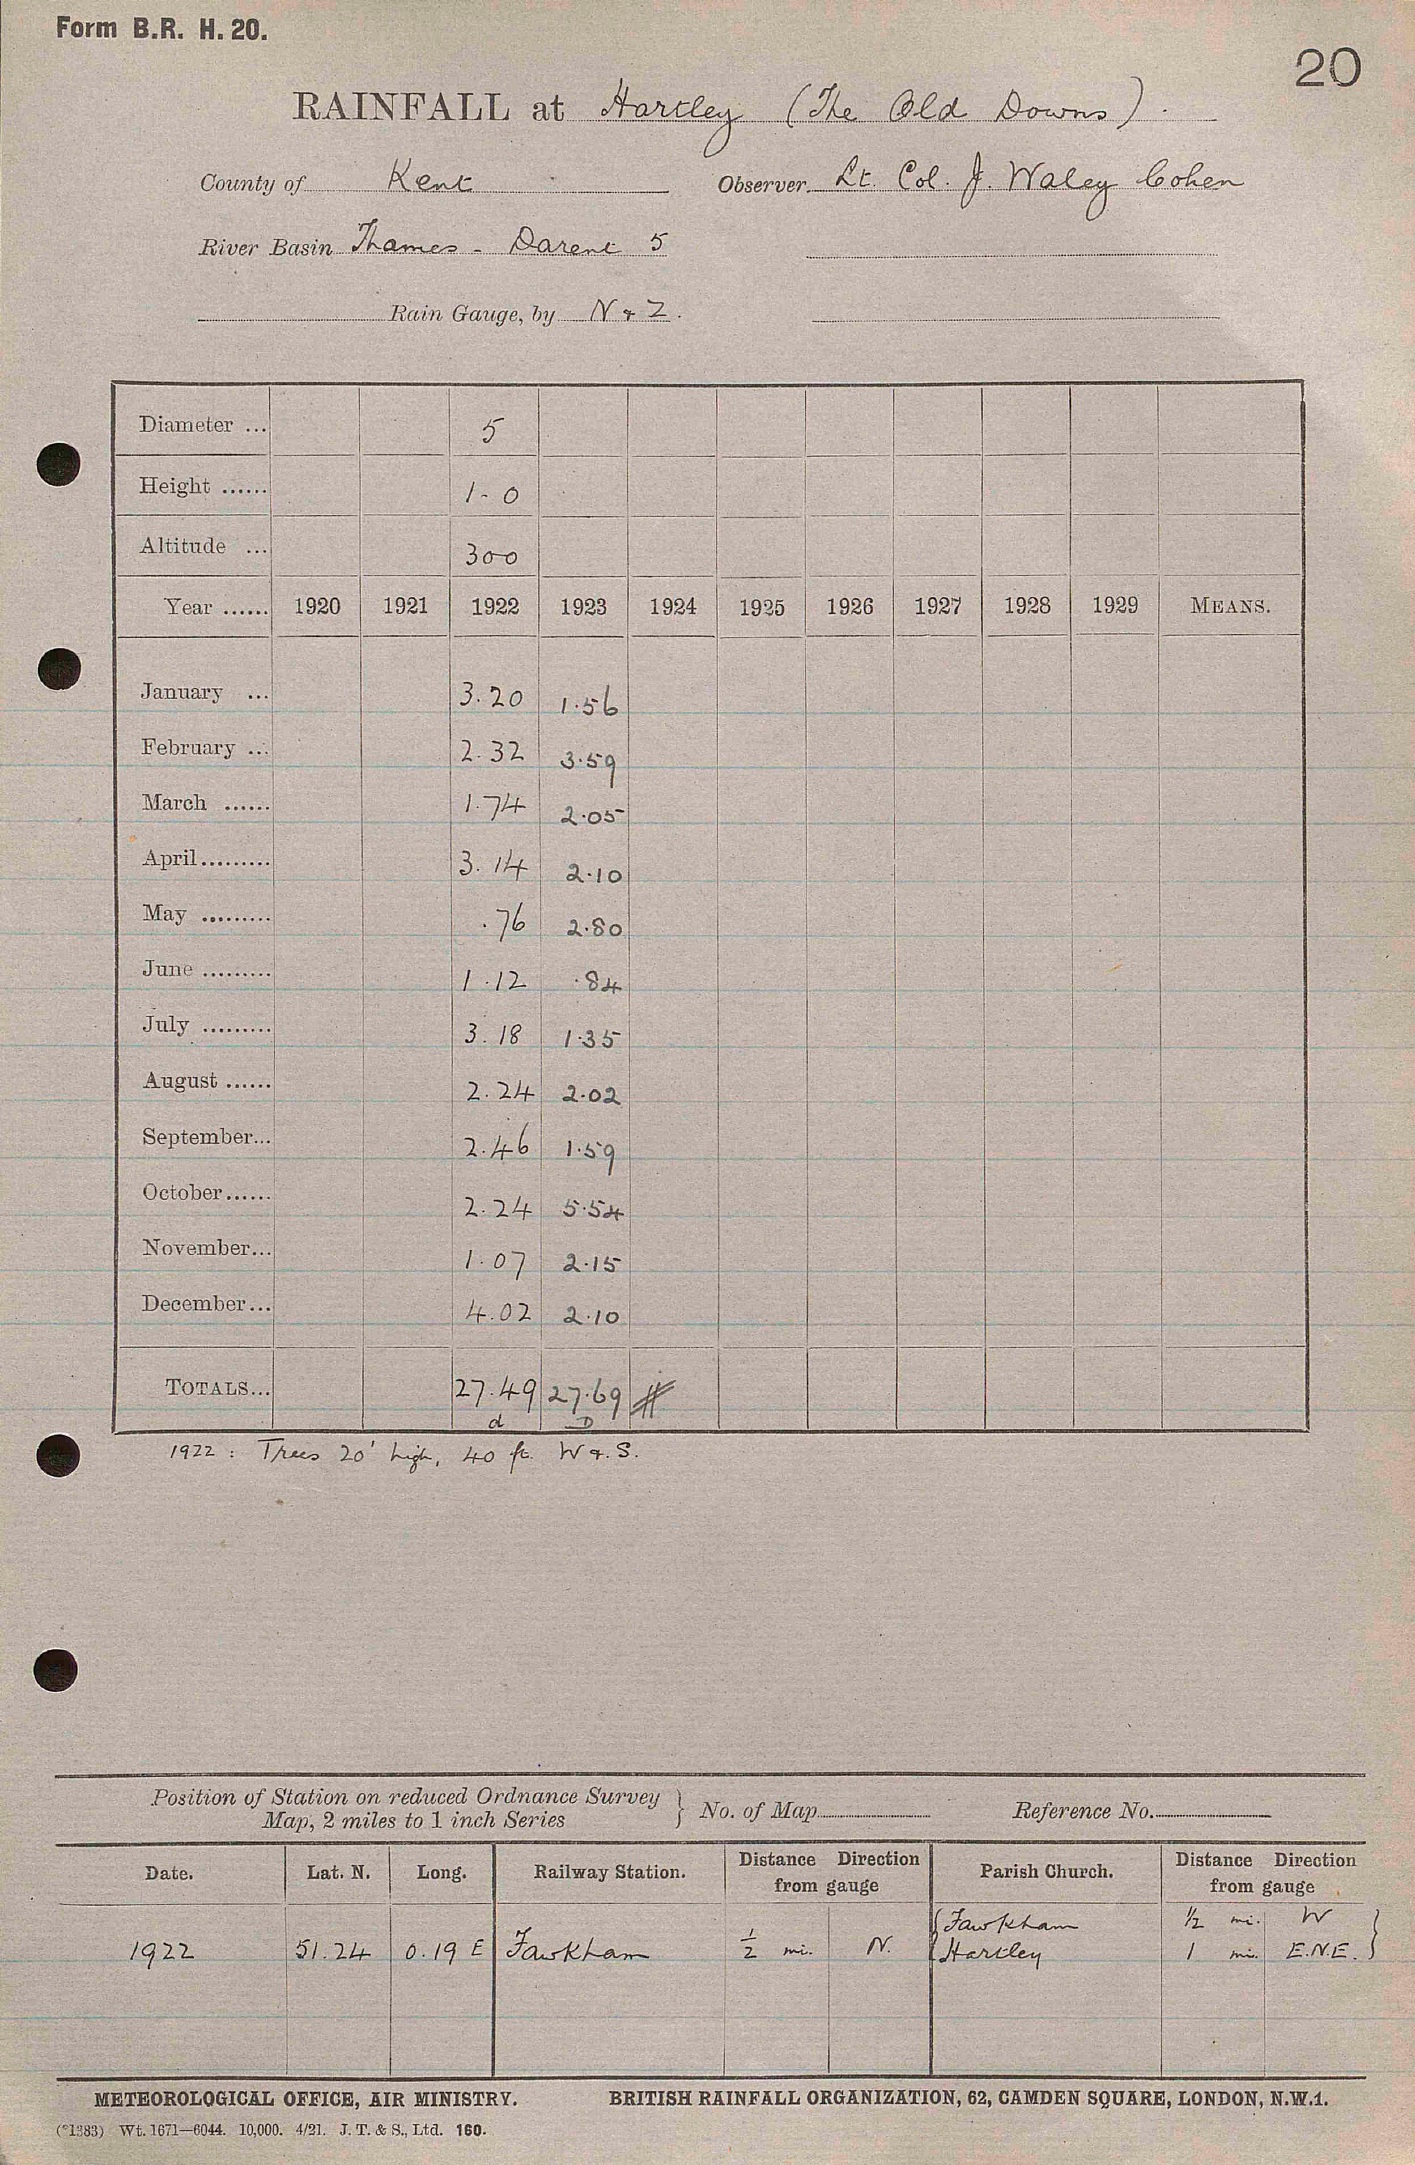 Form B.R. H. 20.
20
RAINFALL at Hartley (The Old Downs).
County of Kent Observer Lt. Col. J. Waley Cohen
River Basin Thames - Darent 5
Rain Gauge, by N & Z.
Diameter ... 5
Height ...... 1-0
Altitude ... 300
Year ...... 1920 1921 1922 1923 1924 1925 1926 1927 1928 1929 MEANS.
January ... 3.20 1.56
February ... 2.32 3.59
March ...... 1.74 2.05
April......... 3.14 2.10
May ......... .76 2.80
June ......... 1.12 .84
July ......... 3.18 1.35
August ...... 2.24 2.02
September... 2.46 1.59
October...... 2.24 5.54
November... 1.07 2.15
December... 4.02 2.10
TOTALS... 27.49 27.69 #
d D
1922 : Trees 20' high, 40 ft. W & S.
Position of Station on reduced Ordnance Survey
Map, 2 miles to 1 inch Series } No. of Map Reference No.
Date. Lat. N. Long. Railway Station. Distance Direction from gauge Parish Church. Distance Direction from gauge
{ Fawkham ½ mi. W }
1922 51.24 0.19 E Fawkham ½ mi. N. { Hartley 1 mi. E.N.E. }
METEOROLOGICAL OFFICE, AIR MINISTRY. BRITISH RAINFALL ORGANIZATION, 62, CAMDEN SQUARE, LONDON, N.W.1.
(*1383) Wt. 1671—6044. 10,000. 4/21. J. T. & S., Ltd. 160.